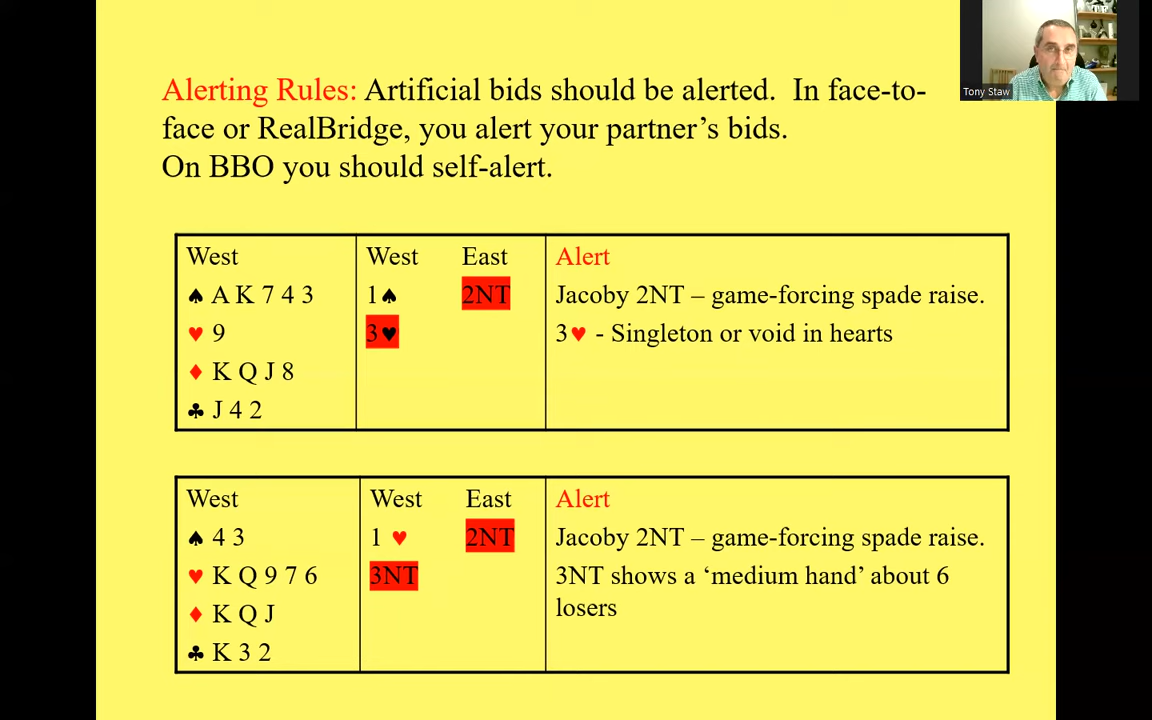 Alerting Rules: Artificial bids should be alerted. In face-to-
face or RealBridge, you alert your partner's bids.
On BBO you should self-alert.
Tony Staw
West West East Alert
♠ A K 7 4 3 1♠ 2NT Jacoby 2NT – game-forcing spade raise.
♥ 9 3♥ 3♥ - Singleton or void in hearts
♦ K Q J 8
♣ J 4 2
West West East Alert
♠ 4 3 1 ♥ 2NT Jacoby 2NT – game-forcing spade raise.
♥ K Q 9 7 6 3NT 3NT shows a ‘medium hand’ about 6
losers
♦ K Q J
♣ K 3 2